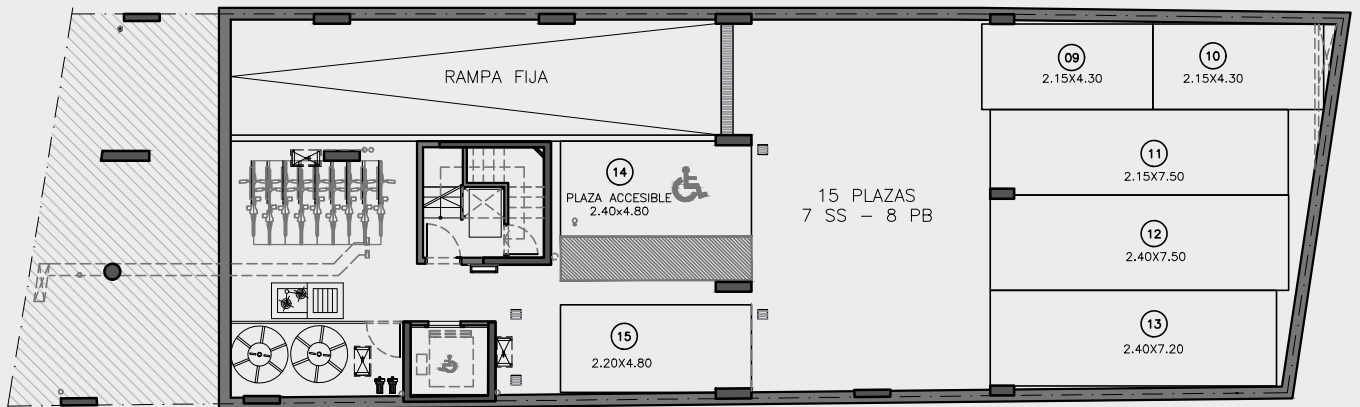 RAMPA FIJA
09
2.15X4.30
10
2.15X4.30
11
2.15X7.50
14
PLAZA ACCESIBLE
2.40x4.80
15 PLAZAS
7 SS – 8 PB
12
2.40X7.50
13
2.40X7.20
15
2.20X4.80